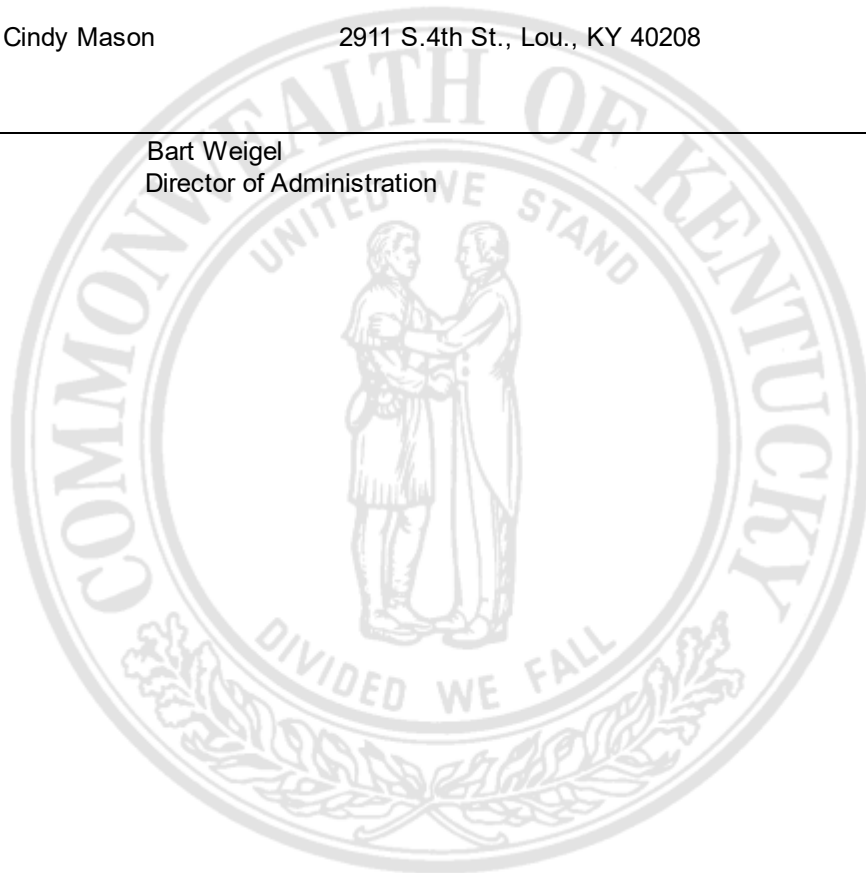 Cindy Mason 2911 S.4th St., Lou., KY 40208
Bart Weigel
Director of Administration
COMMONWEALTH OF KENTUCKY
UNITED WE STAND
DIVIDED WE FALL